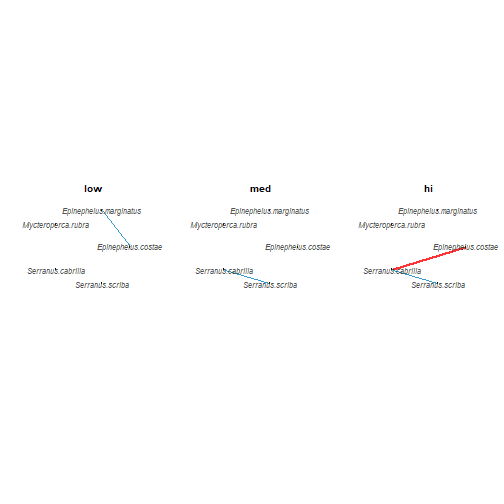 low
med
hi
Epinephelus.marginatus
Epinephelus.marginatus
Epinephelus.marginatus
Mycteroperca.rubra
Mycteroperca.rubra
Mycteroperca.rubra
Epinephelus.costae
Epinephelus.costae
Epinephelus.costae
Serranus.cabrilla
Serranus.cabrilla
Serranus.cabrilla
Serranus.scriba
Serranus.scriba
Serranus.scriba